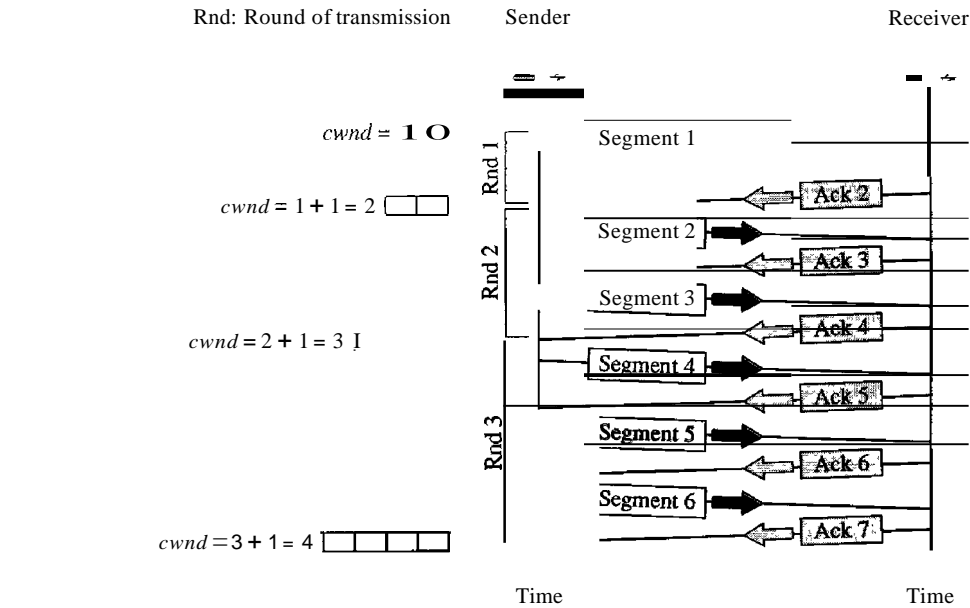 Rnd: Round of transmission Sender Receiver
cwnd = 1 0
Segment 1
Rnd 1
Ack 2
cwnd = 1 + 1 = 2
Segment 2
Ack 3
Rnd 2
Segment 3
Ack 4
cwnd = 2 + 1 = 3 I
Segment 4
Ack 5
Segment 5
Rnd 3
Ack 6
Segment 6
Ack 7
cwnd = 3 + 1 = 4
Time Time